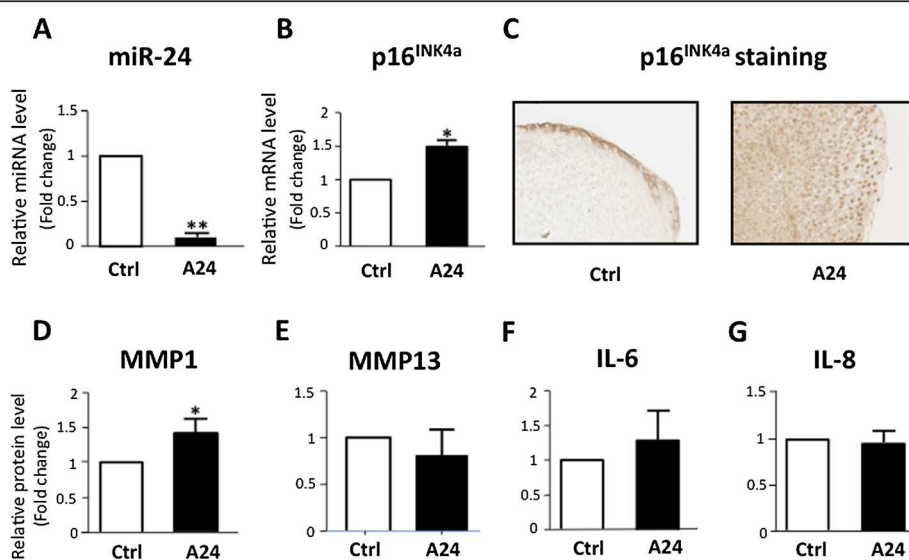 A
miR-24
Relative miRNA level
(Fold change)
1.5
1
0.5
0
**
Ctrl
A24
B
p16INK4a
Relative mRNA level
(Fold change)
2
1.5
1
0.5
0
*
Ctrl
A24
C
p16INK4a staining
Ctrl
A24
D
MMP1
Relative protein level
(Fold change)
2
1.5
1
0.5
0
*
Ctrl
A24
E
MMP13
1.5
1
0.5
0
Ctrl
A24
F
IL-6
2
1.5
1
0.5
0
Ctrl
A24
G
IL-8
1.5
1
0.5
0
Ctrl
A24